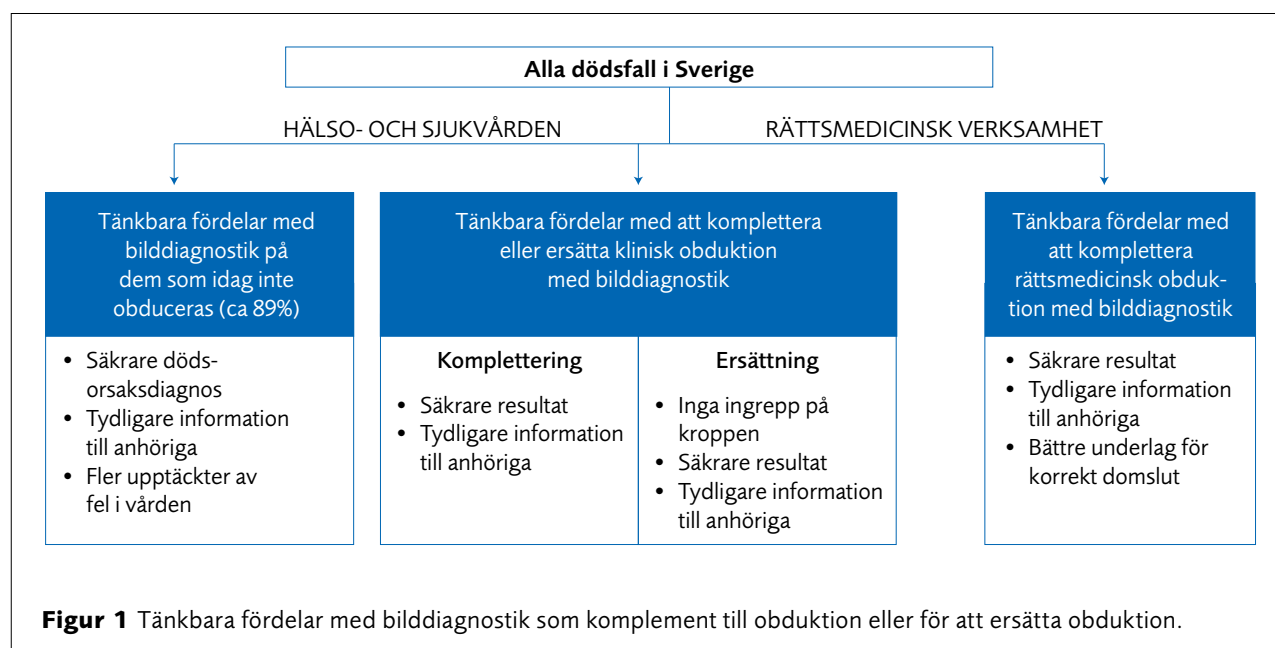 Alla dödsfall i Sverige
HÄLSO- OCH SJUKVÅRDEN
RÄTTSMEDICINSK VERKSAMHET
Tänkbara fördelar med
bilddiagnostik på
dem som idag inte
obduceras (ca 89%)
• Säkrare döds-
orsaksdiagnos
• Tydligare information
till anhöriga
• Fler upptäckter av
fel i vården
Tänkbara fördelar med att komplettera
eller ersätta klinisk obduktion
med bilddiagnostik
Komplettering
• Säkrare resultat
• Tydligare information
till anhöriga
Ersättning
• Inga ingrepp på
kroppen
• Säkrare resultat
• Tydligare information
till anhöriga
Tänkbara fördelar med
att komplettera
rättsmedicinsk obduk-
tion med bilddiagnostik
• Säkrare resultat
• Tydligare information
till anhöriga
• Bättre underlag för
korrekt domslut
Figur 1 Tänkbara fördelar med bilddiagnostik som komplement till obduktion eller för att ersätta obduktion.